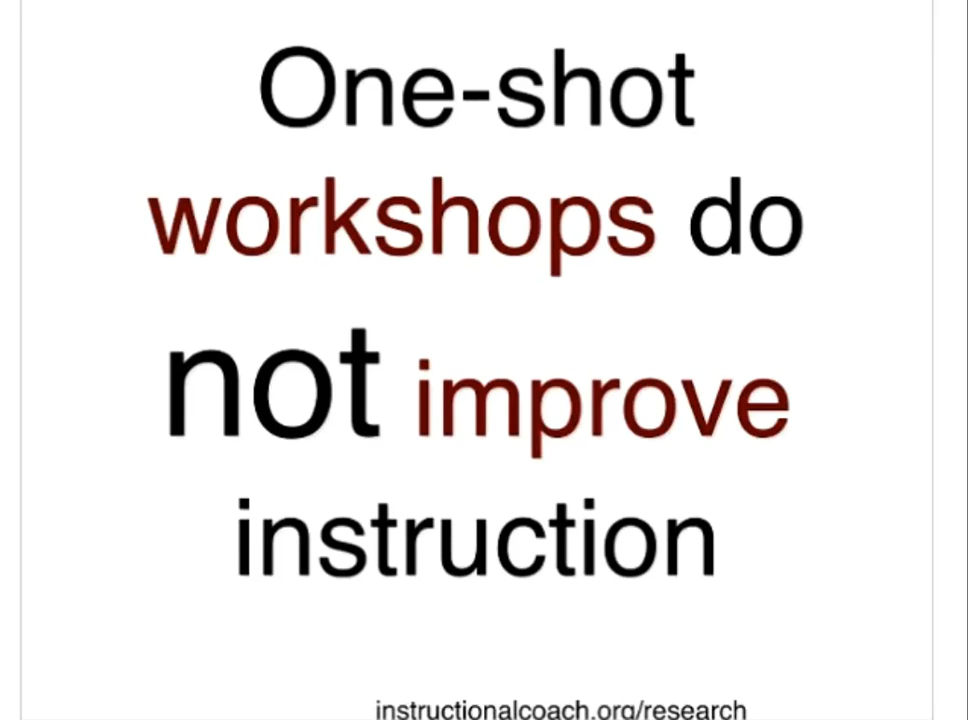 One-shot
workshops do
not improve
instruction
instructionalcoach.org/research